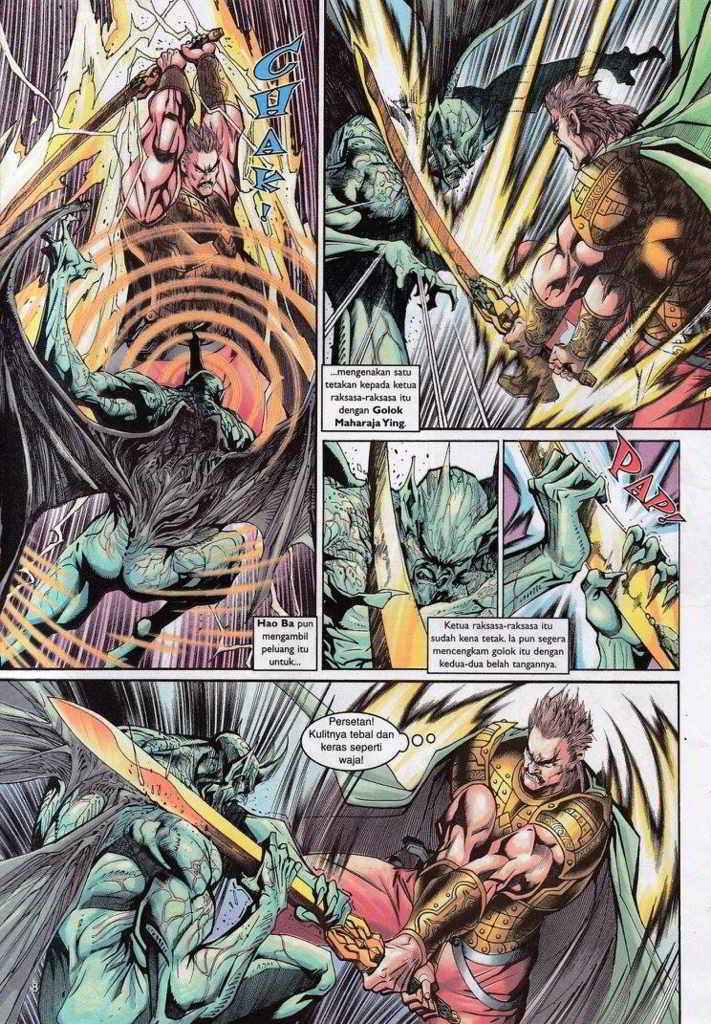 CHAK!
Hao Ba pun
mengambil
peluang itu
untuk...
...mengenakan satu
tetakan kepada ketua
raksasa-raksasa itu
dengan Golok
Maharaja Ying.
PAP!
Ketua raksasa-raksasa itu
sudah kena tetak. Ia pun segera
mencengkam golok itu dengan
kedua-dua belah tangannya.
Persetan!
Kulitnya tebal dan
keras seperti
waja!
8